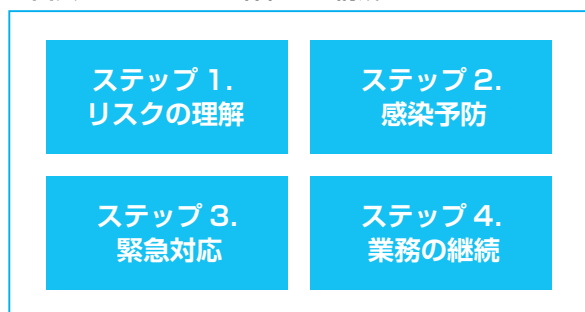 ステップ 1.
リスクの理解
ステップ 2.
感染予防
ステップ 3.
緊急対応
ステップ 4.
業務の継続